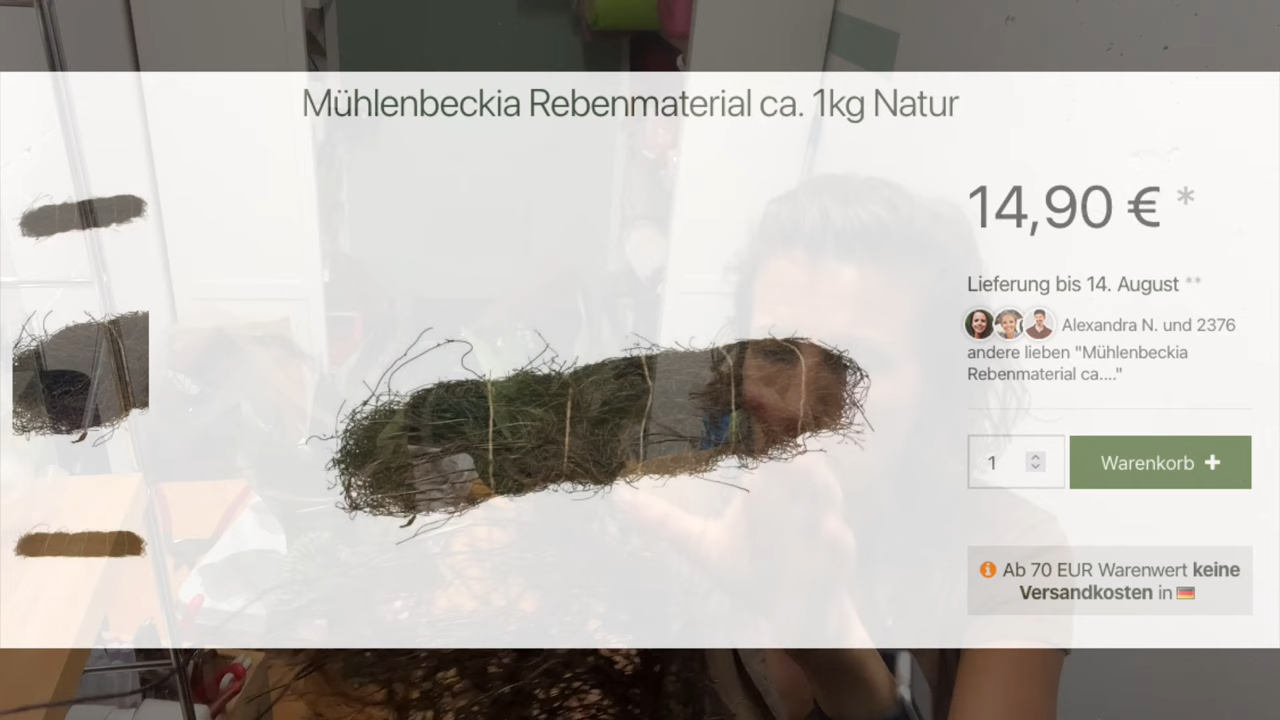 Mühlenbeckia Rebenmaterial ca. 1kg Natur
14,90 € *
Lieferung bis 14. August **
Alexandra N. und 2376
andere lieben "Mühlenbeckia
Rebenmaterial ca...."
1
Warenkorb +
Ab 70 EUR Warenwert keine
Versandkosten in